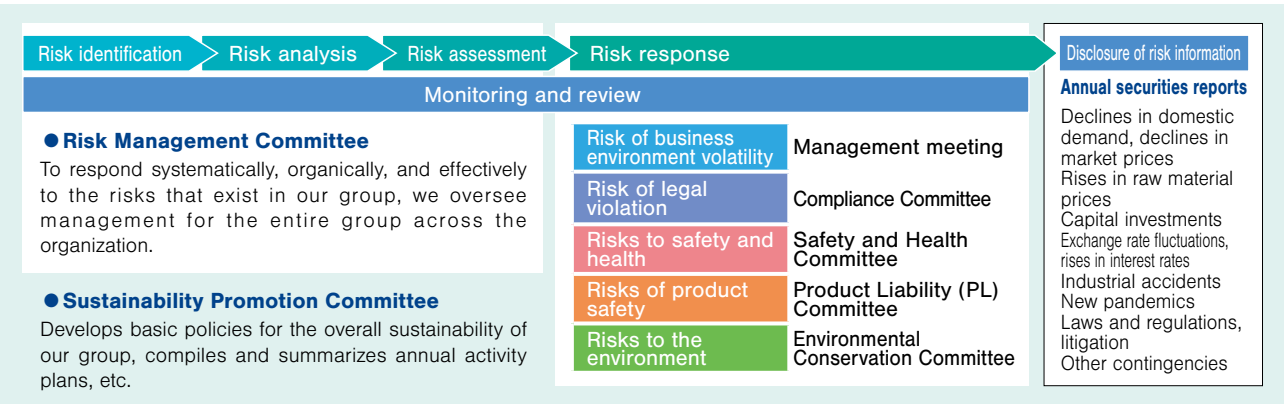 Risk identification
Risk analysis
Risk assessment
Risk response
Monitoring and review
●Risk Management Committee
To respond systematically, organically, and effectively
to the risks that exist in our group, we oversee
management for the entire group across the
organization.
●Sustainability Promotion Committee
Develops basic policies for the overall sustainability of
our group, compiles and summarizes annual activity
plans, etc.
Risk of business
environment volatility
Management meeting
Risk of legal
violation
Compliance Committee
Risks to safety and
health
Safety and Health
Committee
Risks of product
safety
Product Liability (PL)
Committee
Risks to the
environment
Environmental
Conservation Committee
Disclosure of risk information
Annual securities reports
Declines in domestic
demand, declines in
market prices
Rises in raw material
prices
Capital investments
Exchange rate fluctuations,
rises in interest rates
Industrial accidents
New pandemics
Laws and regulations,
litigation
Other contingencies